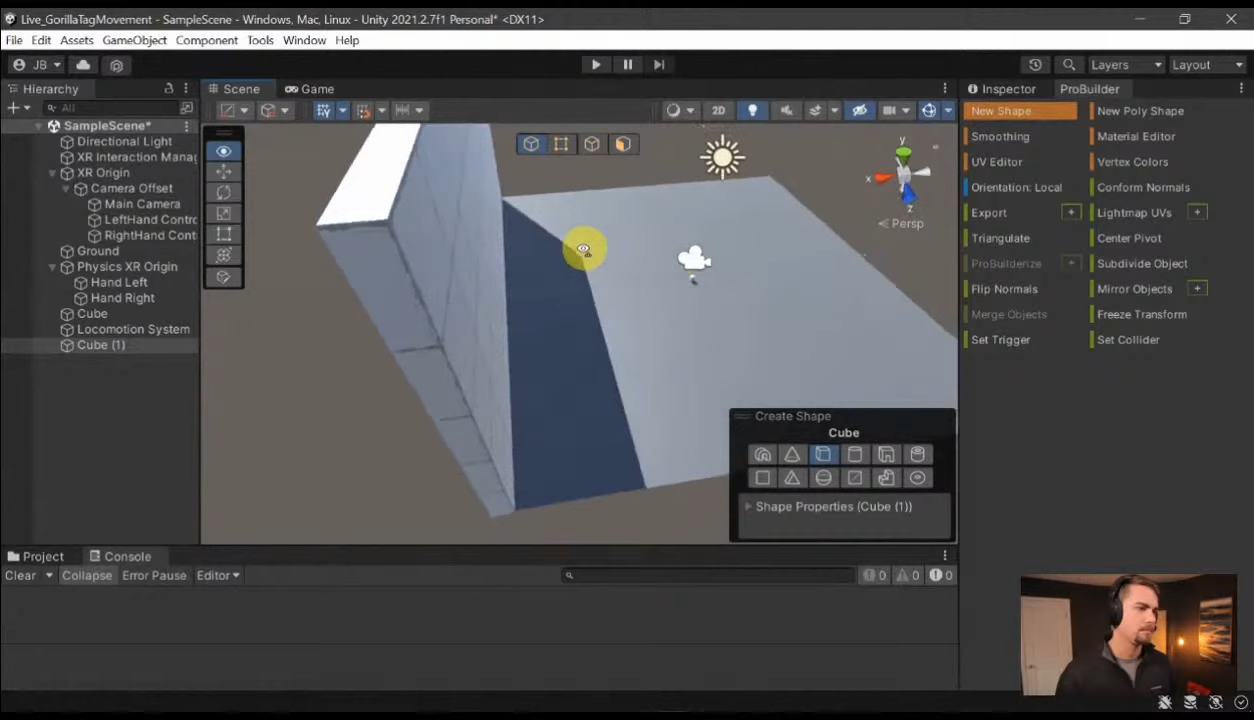 Live_GorillaTagMovement - SampleScene - Windows, Mac, Linux - Unity 2021.2.7f1 Personal* <DX11>
File Edit Assets GameObject Component Tools Window Help
JB Layers Layout
Hierarchy Scene Game Inspector ProBuilder
All 2D
SampleScene*
Directional Light
XR Interaction Manag
XR Origin
Camera Offset
Main Camera
LeftHand Contro
RightHand Cont
Ground
Physics XR Origin
Hand Left
Hand Right
Cube
Locomotion System
Cube (1)
y
x
z
Persp
New Shape New Poly Shape
Smoothing Material Editor
UV Editor Vertex Colors
Orientation: Local Conform Normals
Export + Lightmap UVs +
Triangulate Center Pivot
ProBuilderize + Subdivide Object
Flip Normals Mirror Objects +
Merge Objects Freeze Transform
Set Trigger Set Collider
Create Shape
Cube
Shape Properties (Cube (1))
Project Console
Clear Collapse Error Pause Editor 0 0 0